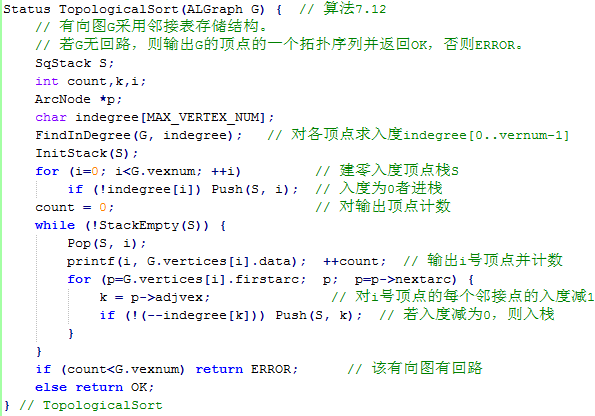 Status TopologicalSort(ALGraph G) {  // 算法7.12
    // 有向图G采用邻接表存储结构。
    // 若G无回路，则输出G的顶点的一个拓扑序列并返回OK，否则ERROR。
    SqStack S;
    int count,k,i;
    ArcNode *p;
    char indegree[MAX_VERTEX_NUM];
    FindInDegree(G, indegree);   // 对各顶点求入度indegree[0..vernum-1]
    InitStack(S);
    for (i=0; i<G.vexnum; ++i)         // 建零入度顶点栈S
        if (!indegree[i]) Push(S, i);  // 入度为0者进栈
    count = 0;                         // 对输出顶点计数
    while (!StackEmpty(S)) {
        Pop(S, i);
        printf(i, G.vertices[i].data);  ++count;  // 输出i号顶点并计数
        for (p=G.vertices[i].firstarc;  p;  p=p->nextarc) {
            k = p->adjvex;               // 对i号顶点的每个邻接点的入度减1
            if (!(--indegree[k])) Push(S, k);  // 若入度减为0，则入栈
        }
    }
    if (count<G.vexnum) return ERROR;      // 该有向图有回路
    else return OK;
} // TopologicalSort